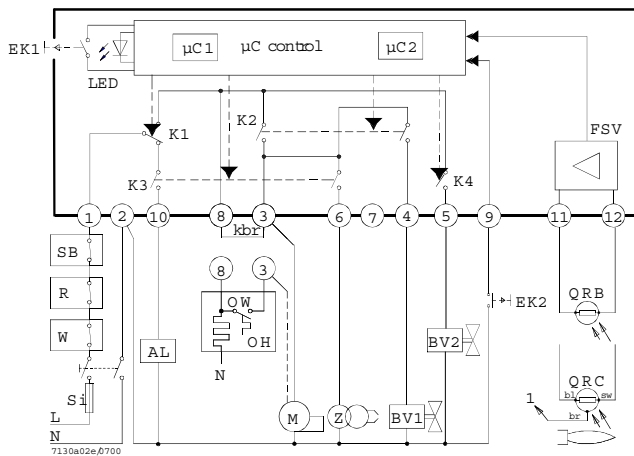 EK1
LED
µC1
µC control
µC2
FSV
K1
K2
K3
K4
1
2
10
8
3
6
7
4
5
9
11
12
kbr
SB
R
W
Si
L
N
7130a02e/0700
AL
8
3
OW
OH
N
M
Z
BV1
BV2
EK2
QRB
QRC
bl
sw
br
1